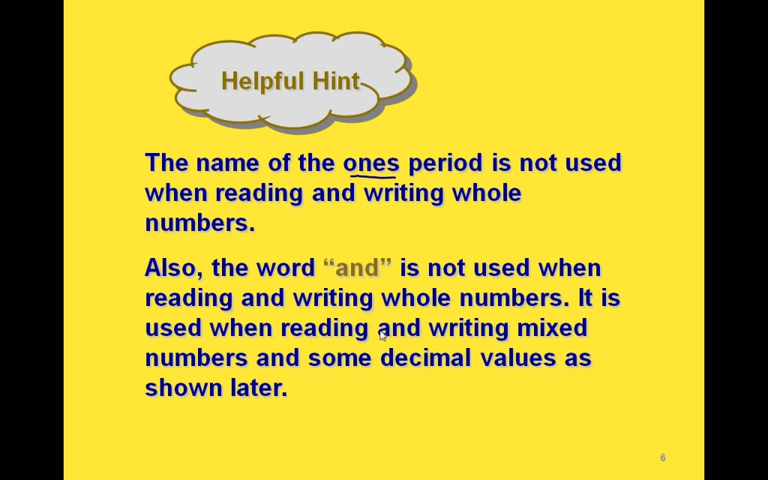 Helpful Hint
The name of the ones period is not used
when reading and writing whole
numbers.
Also, the word “and” is not used when
reading and writing whole numbers. It is
used when reading and writing mixed
numbers and some decimal values as
shown later.
6